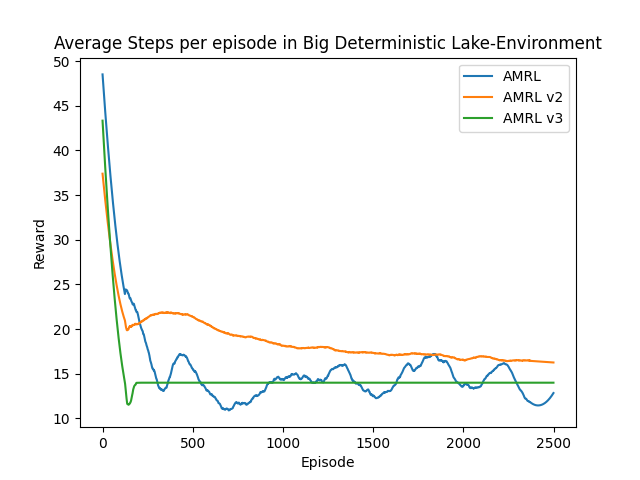 Average Steps per episode in Big Deterministic Lake-Environment
AMRL
AMRL v2
AMRL v3
Reward
50
45
40
35
30
25
20
15
10
0
500
1000
1500
2000
2500
Episode